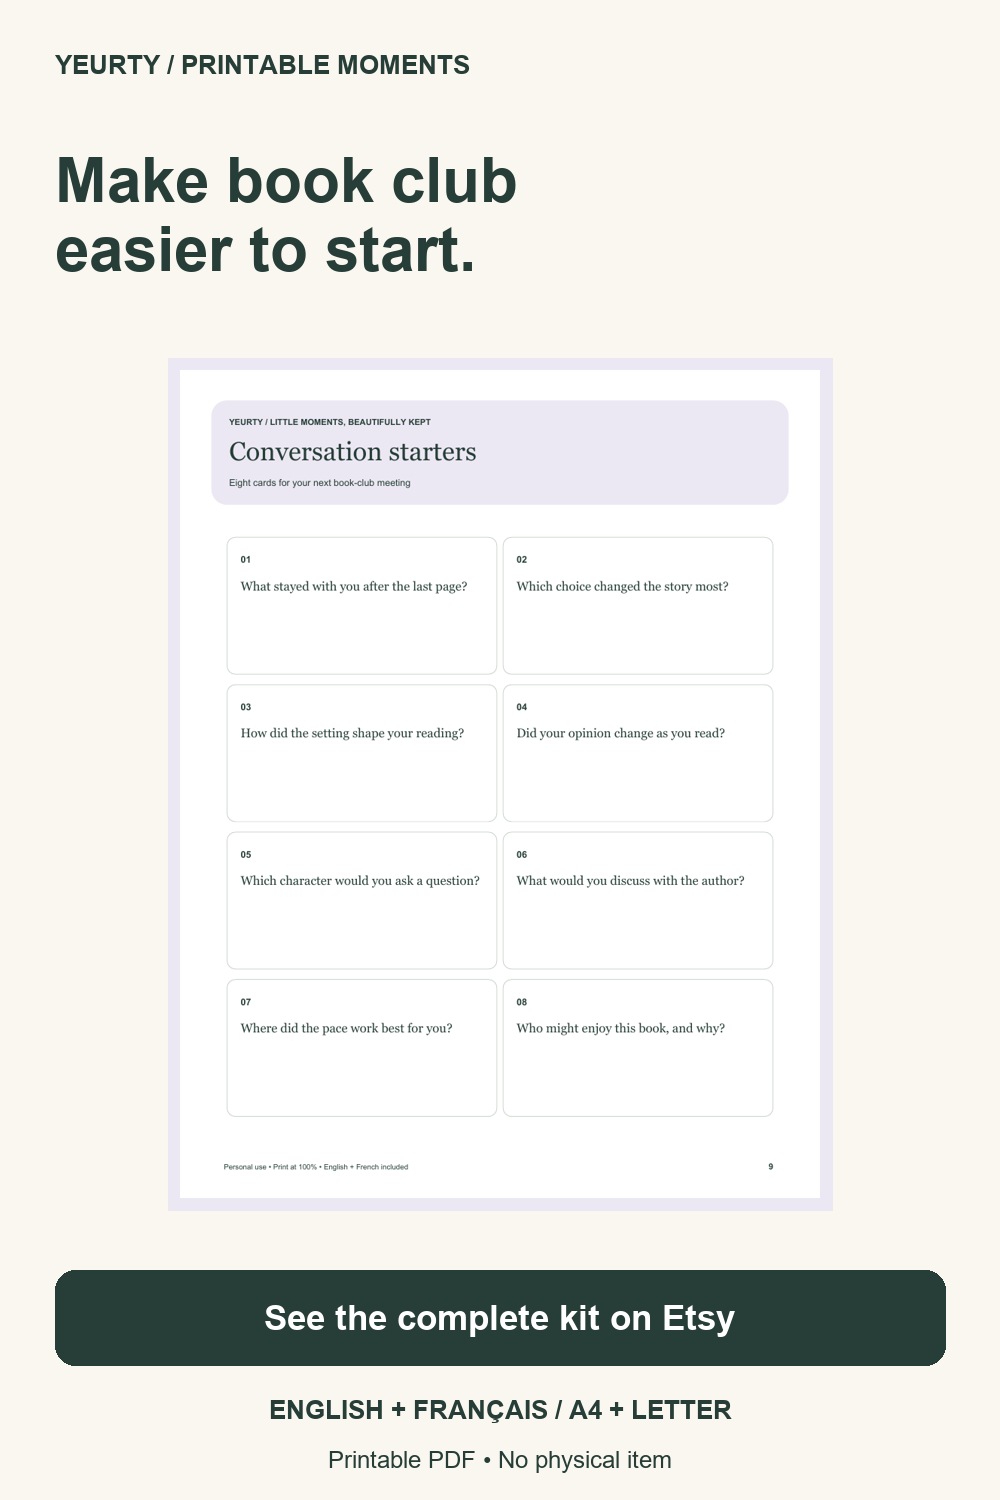 YEURTY / PRINTABLE MOMENTS
Make book club
easier to start.
YEURTY / LITTLE MOMENTS, BEAUTIFULLY KEPT
Conversation starters
Eight cards for your next book-club meeting
01
What stayed with you after the last page?
02
Which choice changed the story most?
03
How did the setting shape your reading?
04
Did your opinion change as you read?
05
Which character would you ask a question?
06
What would you discuss with the author?
07
Where did the pace work best for you?
08
Who might enjoy this book, and why?
Personal use • Print at 100% • English + French included
9
See the complete kit on Etsy
ENGLISH + FRANÇAIS / A4 + LETTER
Printable PDF • No physical item